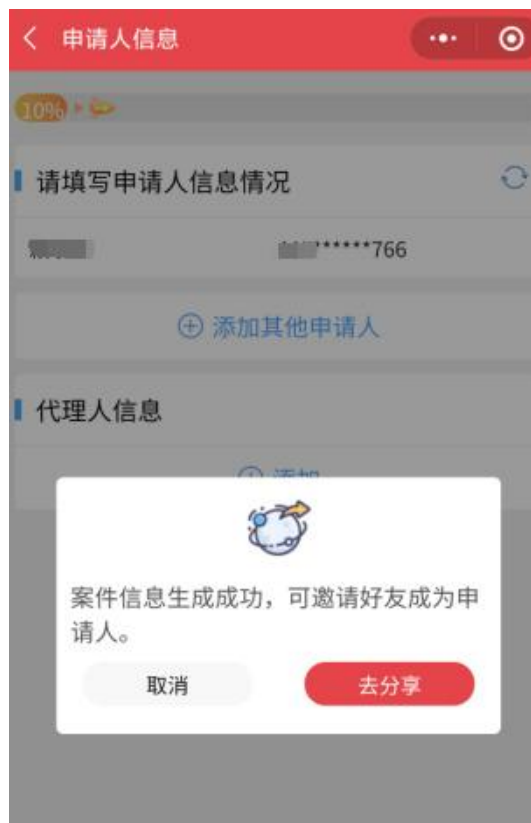 申请人信息
10%
请填写申请人信息情况
*****766
添加其他申请人
代理人信息
添加
案件信息生成成功，可邀请好友成为申
请人。
取消
去分享